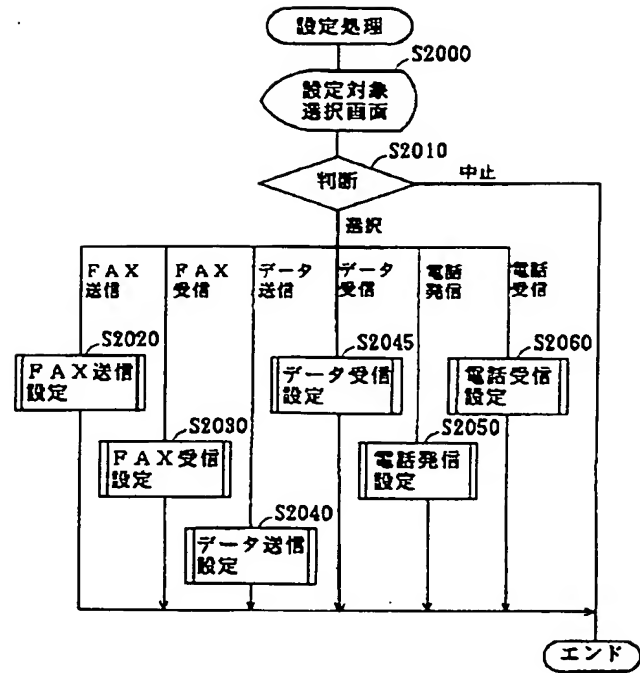 設定処理
S2000
設定対象
選択画面
S2010
判断
中止
選択
FAX
送信
FAX
受信
データ
送信
データ
受信
電話
発信
電話
受信
S2020
FAX送信
設定
S2045
データ受信
設定
S2060
電話受信
設定
S2030
FAX受信
設定
S2050
電話発信
設定
S2040
データ送信
設定
エンド